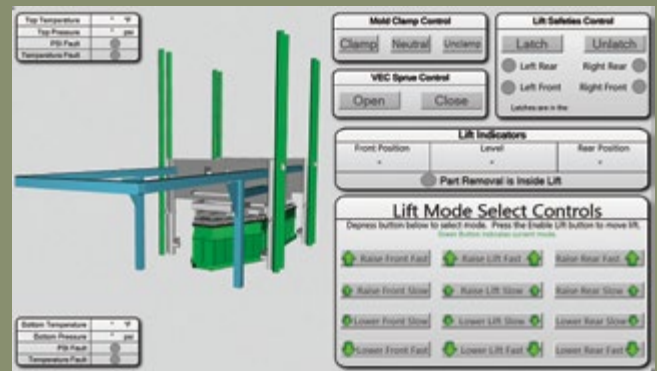 Top Temperature ° °F
Top Pressure ° psi
PSI Fault
Temperature Fault
Mold Clamp Control
Clamp Neutral Unclamp
VEC Sprue Control
Open Close
Lift Safeties Control
Latch Unlatch
Left Rear Right Rear
Left Front Right Front
Latches are in the
Lift Indicators
Front Position Level Rear Position
- - -
Part Removal is Inside Lift
Lift Mode Select Controls
Depress button below to select mode. Press the Enable Lift button to move lift.
Green Button indicates current mode.
Raise Front Fast Raise Lift Fast Raise Rear Fast
Raise Front Slow Raise Lift Slow Raise Rear Slow
Lower Front Slow Lower Lift Slow Lower Rear Slow
Lower Front Fast Lower Lift Fast Lower Rear Fast
Bottom Temperature ° °F
Bottom Pressure ° psi
PSI Fault
Temperature Fault